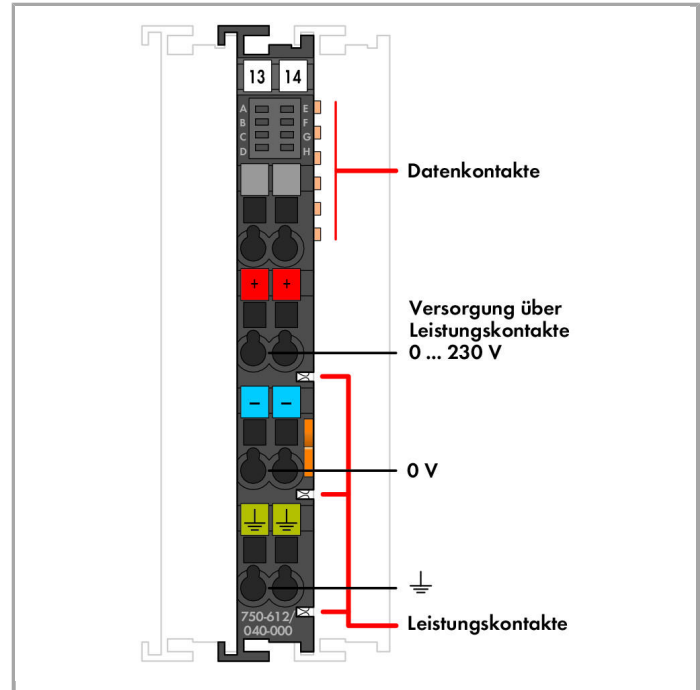 13 14
A E
B F
C G
D H
Datenkontakte
+ +
Versorgung über
Leistungskontakte
0 ... 230 V
− −
0 V
750-612/
040-000
Leistungskontakte